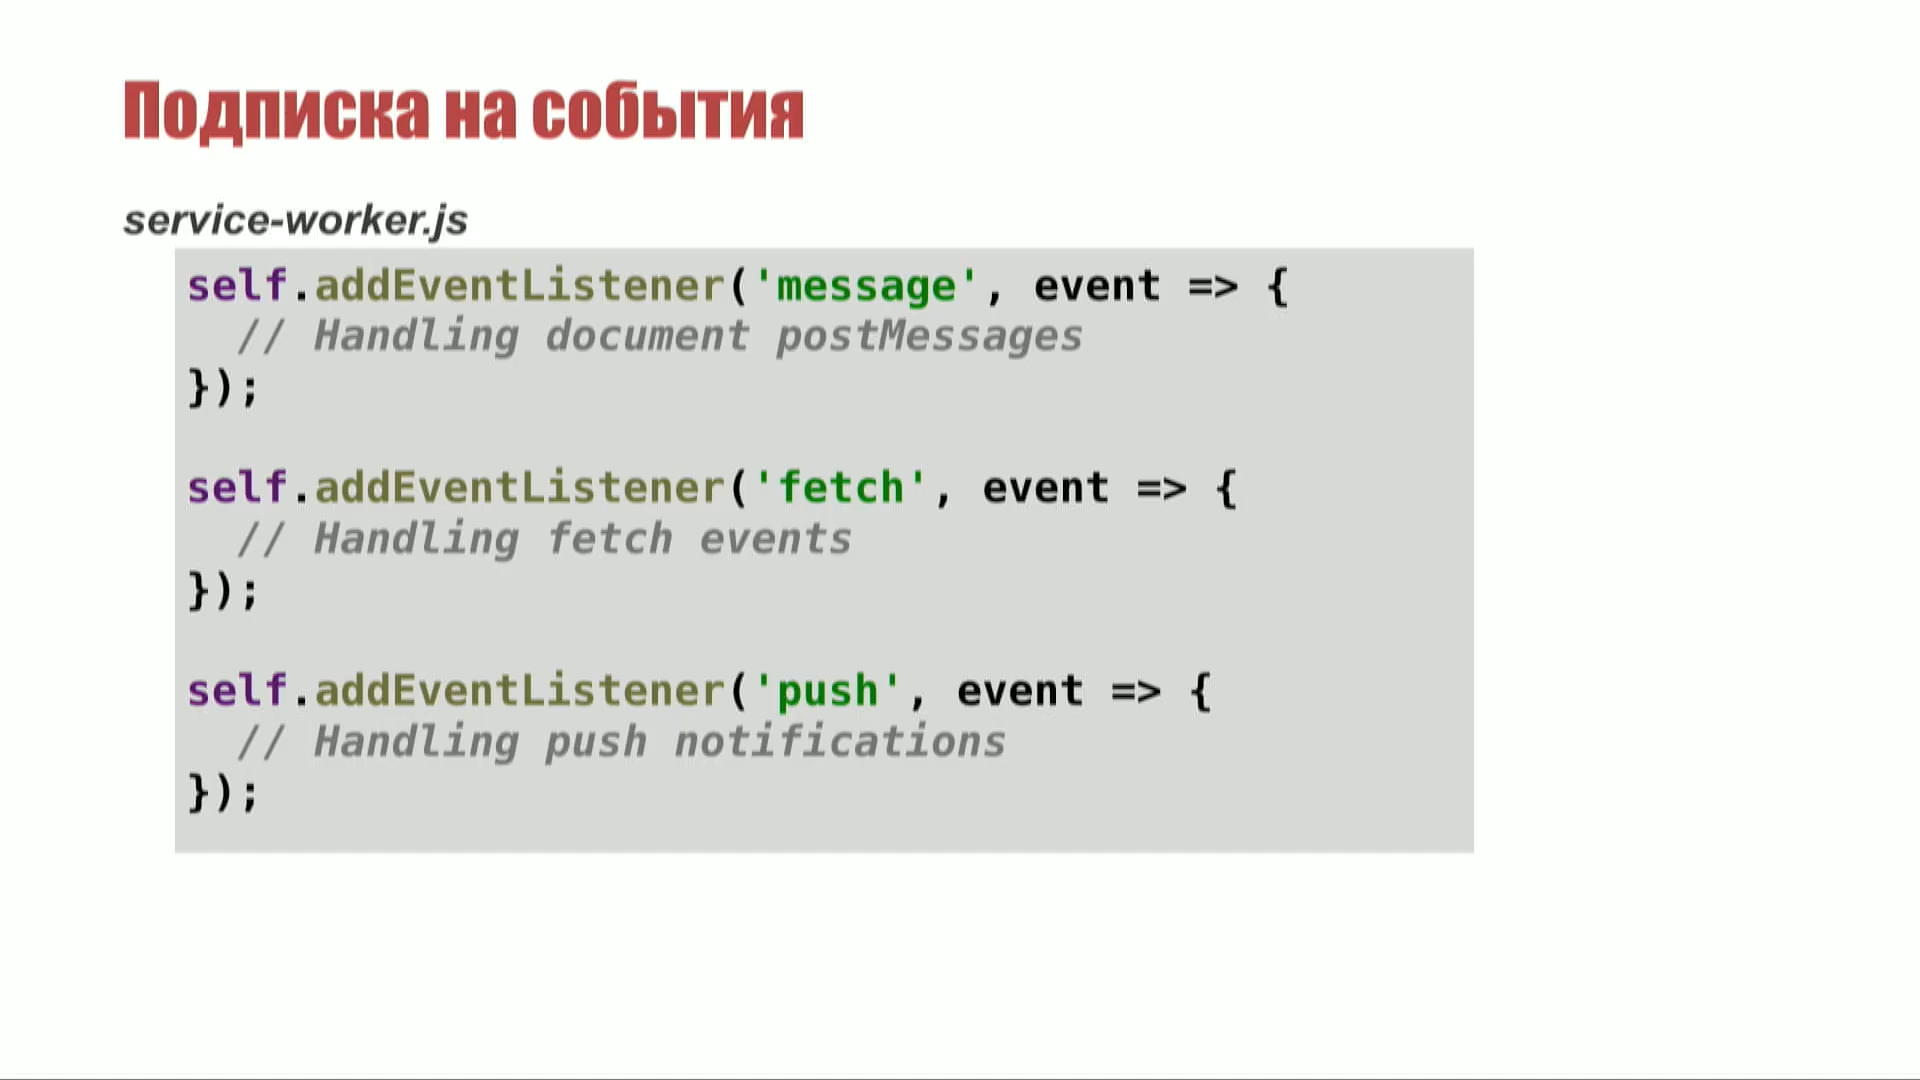 Подписка на события
service-worker.js
self.addEventListener('message', event => {
  // Handling document postMessages
});
self.addEventListener('fetch', event => {
  // Handling fetch events
});
self.addEventListener('push', event => {
  // Handling push notifications
});